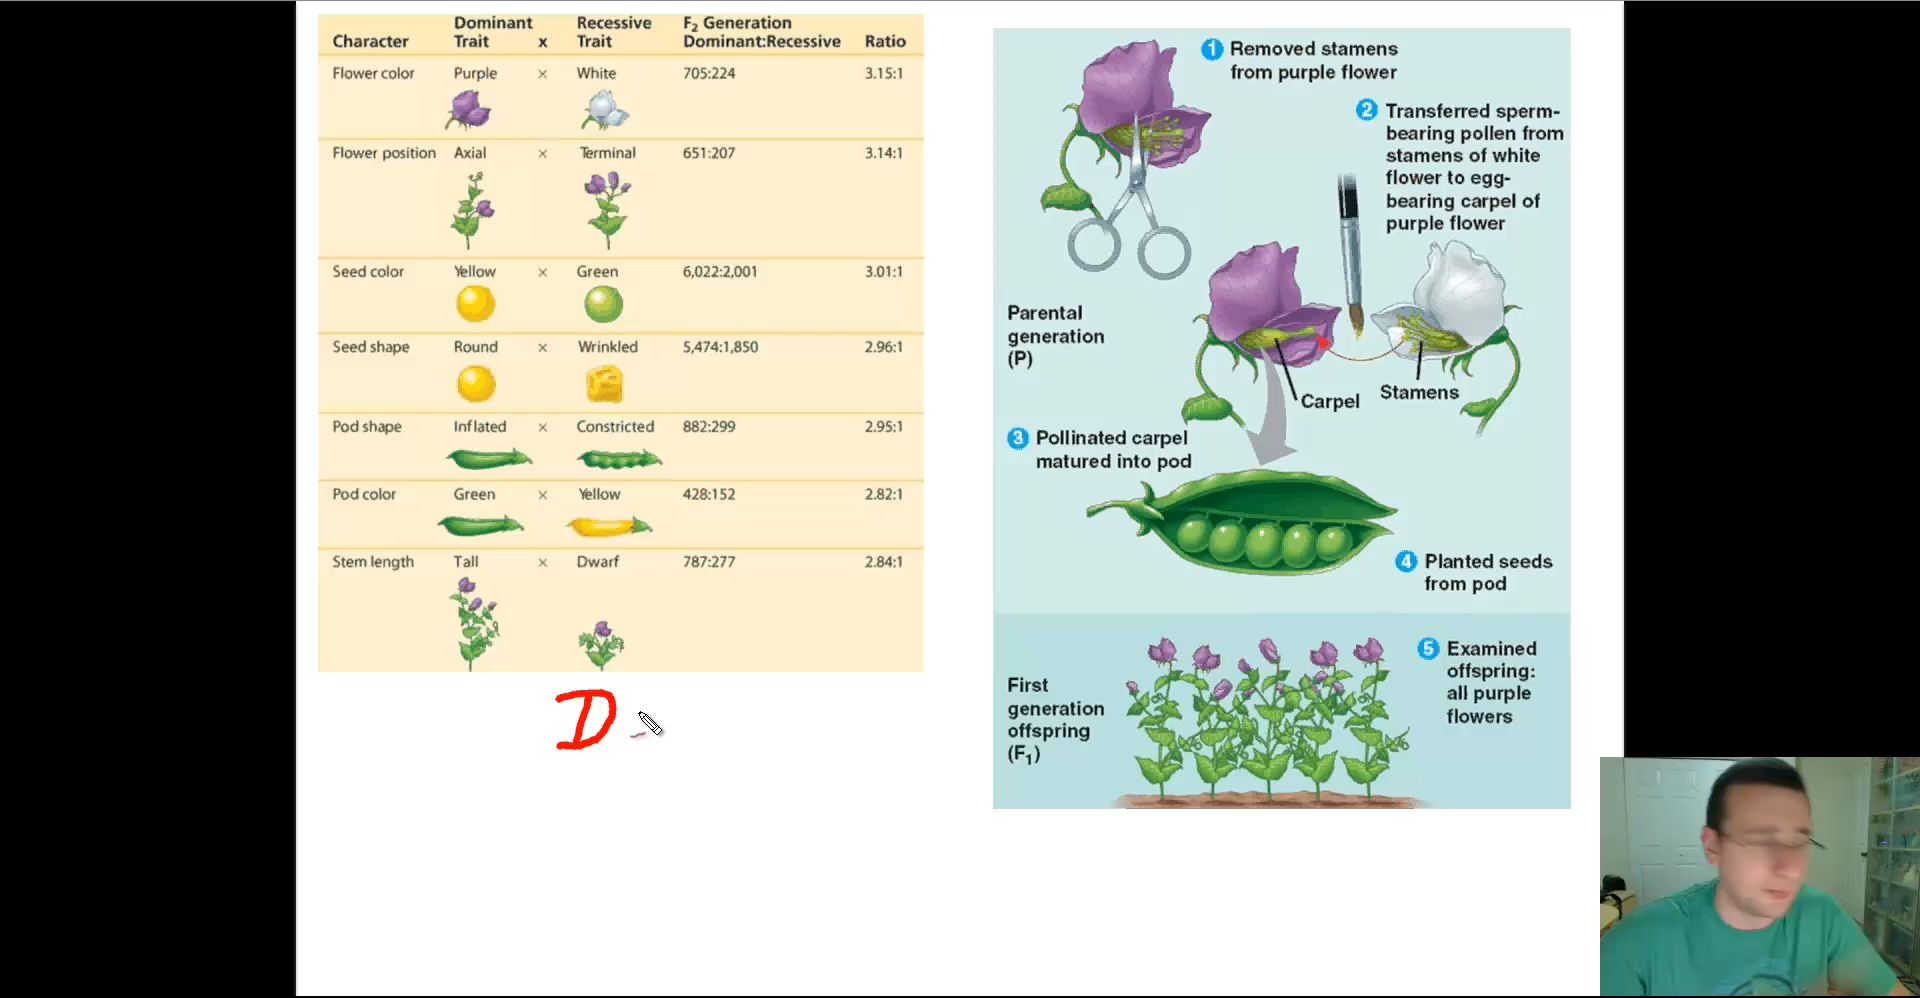 Character Dominant Trait x Recessive Trait F₂ Generation Dominant:Recessive Ratio
Flower color Purple × White 705:224 3.15:1
Flower position Axial × Terminal 651:207 3.14:1
Seed color Yellow × Green 6,022:2,001 3.01:1
Seed shape Round × Wrinkled 5,474:1,850 2.96:1
Pod shape Inflated × Constricted 882:299 2.95:1
Pod color Green × Yellow 428:152 2.82:1
Stem length Tall × Dwarf 787:277 2.84:1
D
1 Removed stamens
from purple flower
2 Transferred sperm-
bearing pollen from
stamens of white
flower to egg-
bearing carpel of
purple flower
Parental
generation
(P)
Carpel
Stamens
3 Pollinated carpel
matured into pod
4 Planted seeds
from pod
First
generation
offspring
(F₁)
5 Examined
offspring:
all purple
flowers